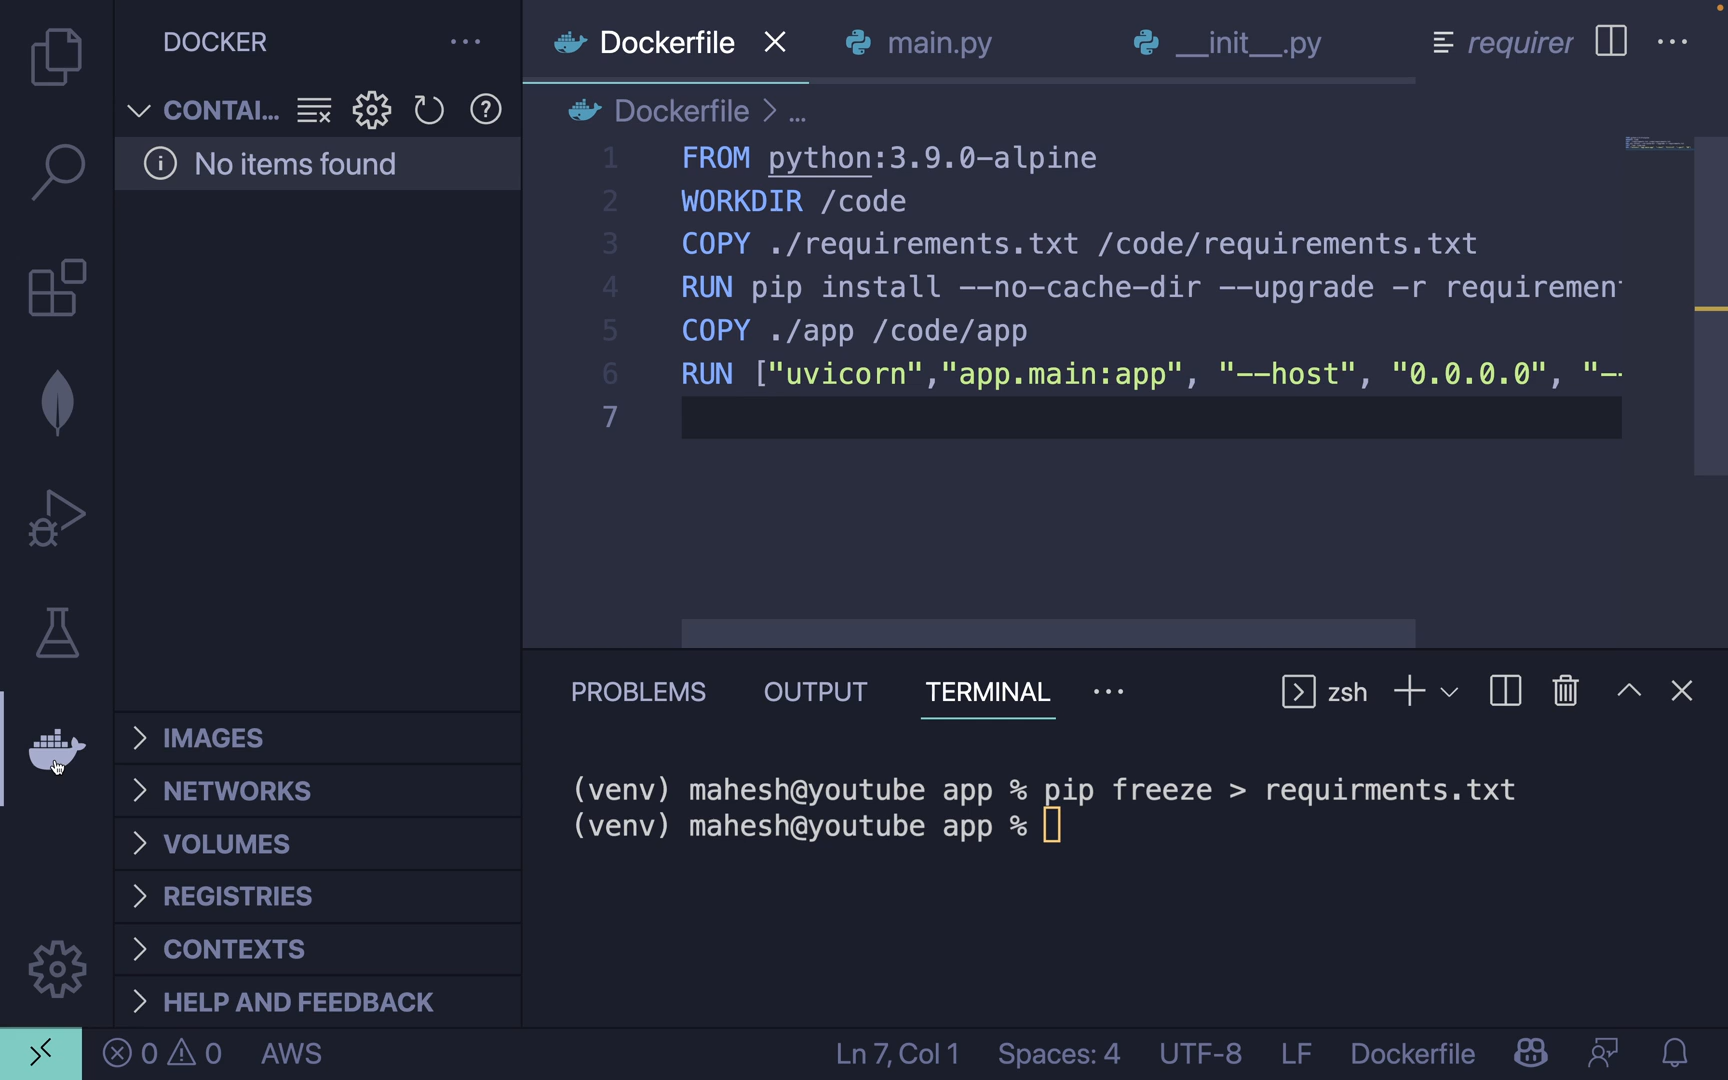 DOCKER
Dockerfile
main.py
__init__.py
requirer
CONTAI...
No items found
Dockerfile > ...
1 FROM python:3.9.0-alpine
2 WORKDIR /code
3 COPY ./requirements.txt /code/requirements.txt
4 RUN pip install --no-cache-dir --upgrade -r requiremen
5 COPY ./app /code/app
6 RUN ["uvicorn","app.main:app", "--host", "0.0.0.0", "--
7
IMAGES
NETWORKS
VOLUMES
REGISTRIES
CONTEXTS
HELP AND FEEDBACK
PROBLEMS OUTPUT TERMINAL ... zsh
(venv) mahesh@youtube app % pip freeze > requirments.txt
(venv) mahesh@youtube app %
0 0 AWS Ln 7, Col 1 Spaces: 4 UTF-8 LF Dockerfile